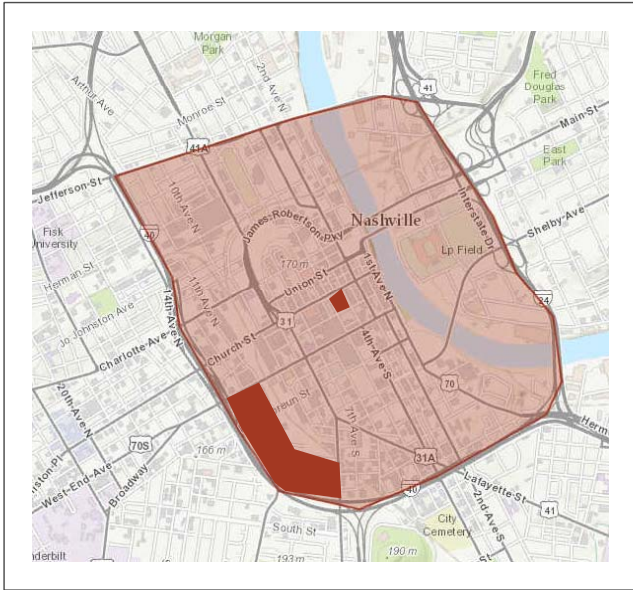 Morgan
Park
2nd Ave N
41
Fred
Douglas
Park
Arthur Ave
Monroe St
Main-St
41A
East
Park
Jefferson-St
10th Ave N
James-Robertson-Pky
Nashville
Interstate-Dr
Shelby-Ave
Fisk
University
40
Lp Field
Herman St
170 m
1st-Ave-N
11th Ave N
Union-St
24
14th-Ave-N
Jo Johnston Ave
31
Charlotte-Ave
Church-St
4th-Ave-S
20th-Ave-N
70
7th Ave S
70S
166 m
31A
Herm
West-End-Ave
Broadway
40
Lafayette-St
2nd-Ave-S
41
South St
City
Cemetery
St
193 m
190 m